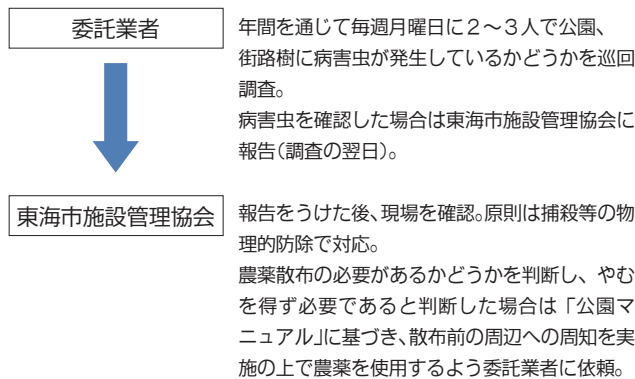 委託業者
年間を通じて毎週月曜日に2〜3人で公園、
街路樹に病害虫が発生しているかどうかを巡回
調査。
病害虫を確認した場合は東海市施設管理協会に
報告(調査の翌日)。
東海市施設管理協会
報告をうけた後、現場を確認。原則は捕殺等の物
理的防除で対応。
農薬散布の必要があるかどうかを判断し、やむ
を得ず必要であると判断した場合は「公園マ
ニュアル」に基づき、散布前の周辺への周知を実
施の上で農薬を使用するよう委託業者に依頼。